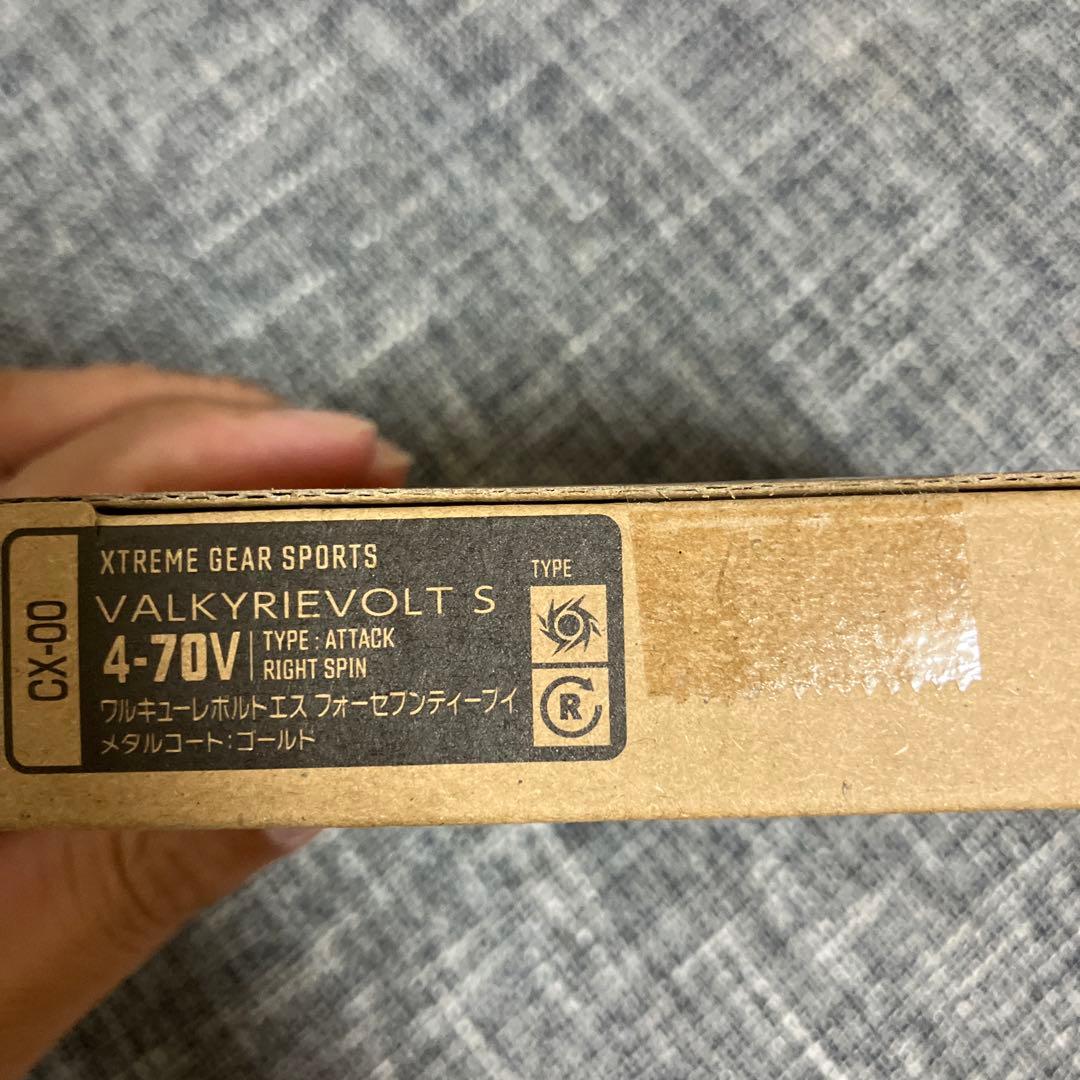 CX-00
XTREME GEAR SPORTS
VALKYRIEVOLT S
4-70V
TYPE : ATTACK
RIGHT SPIN
ワルキューレボルトエス フォーセブンティーブイ
メタルコート:ゴールド
TYPE
R